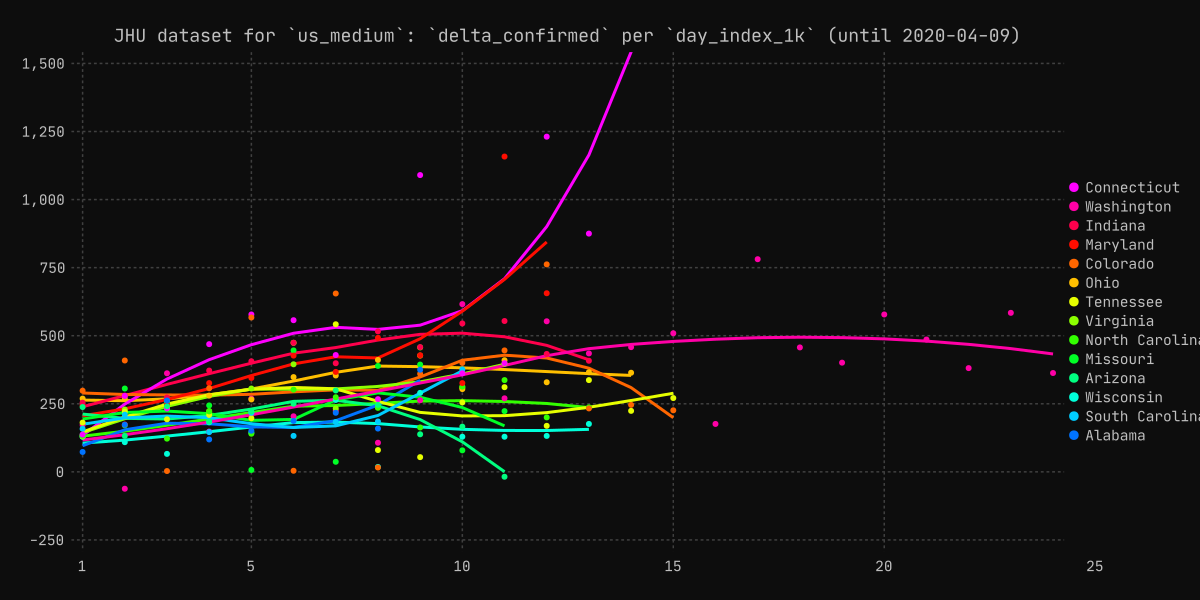 JHU dataset for `us_medium`: `delta_confirmed` per `day_index_1k` (until 2020-04-09)
1,500
1,250
1,000
750
500
250
0
−250
1 5 10 15 20 25
Connecticut
Washington
Indiana
Maryland
Colorado
Ohio
Tennessee
Virginia
North Carolina
Missouri
Arizona
Wisconsin
South Carolina
Alabama